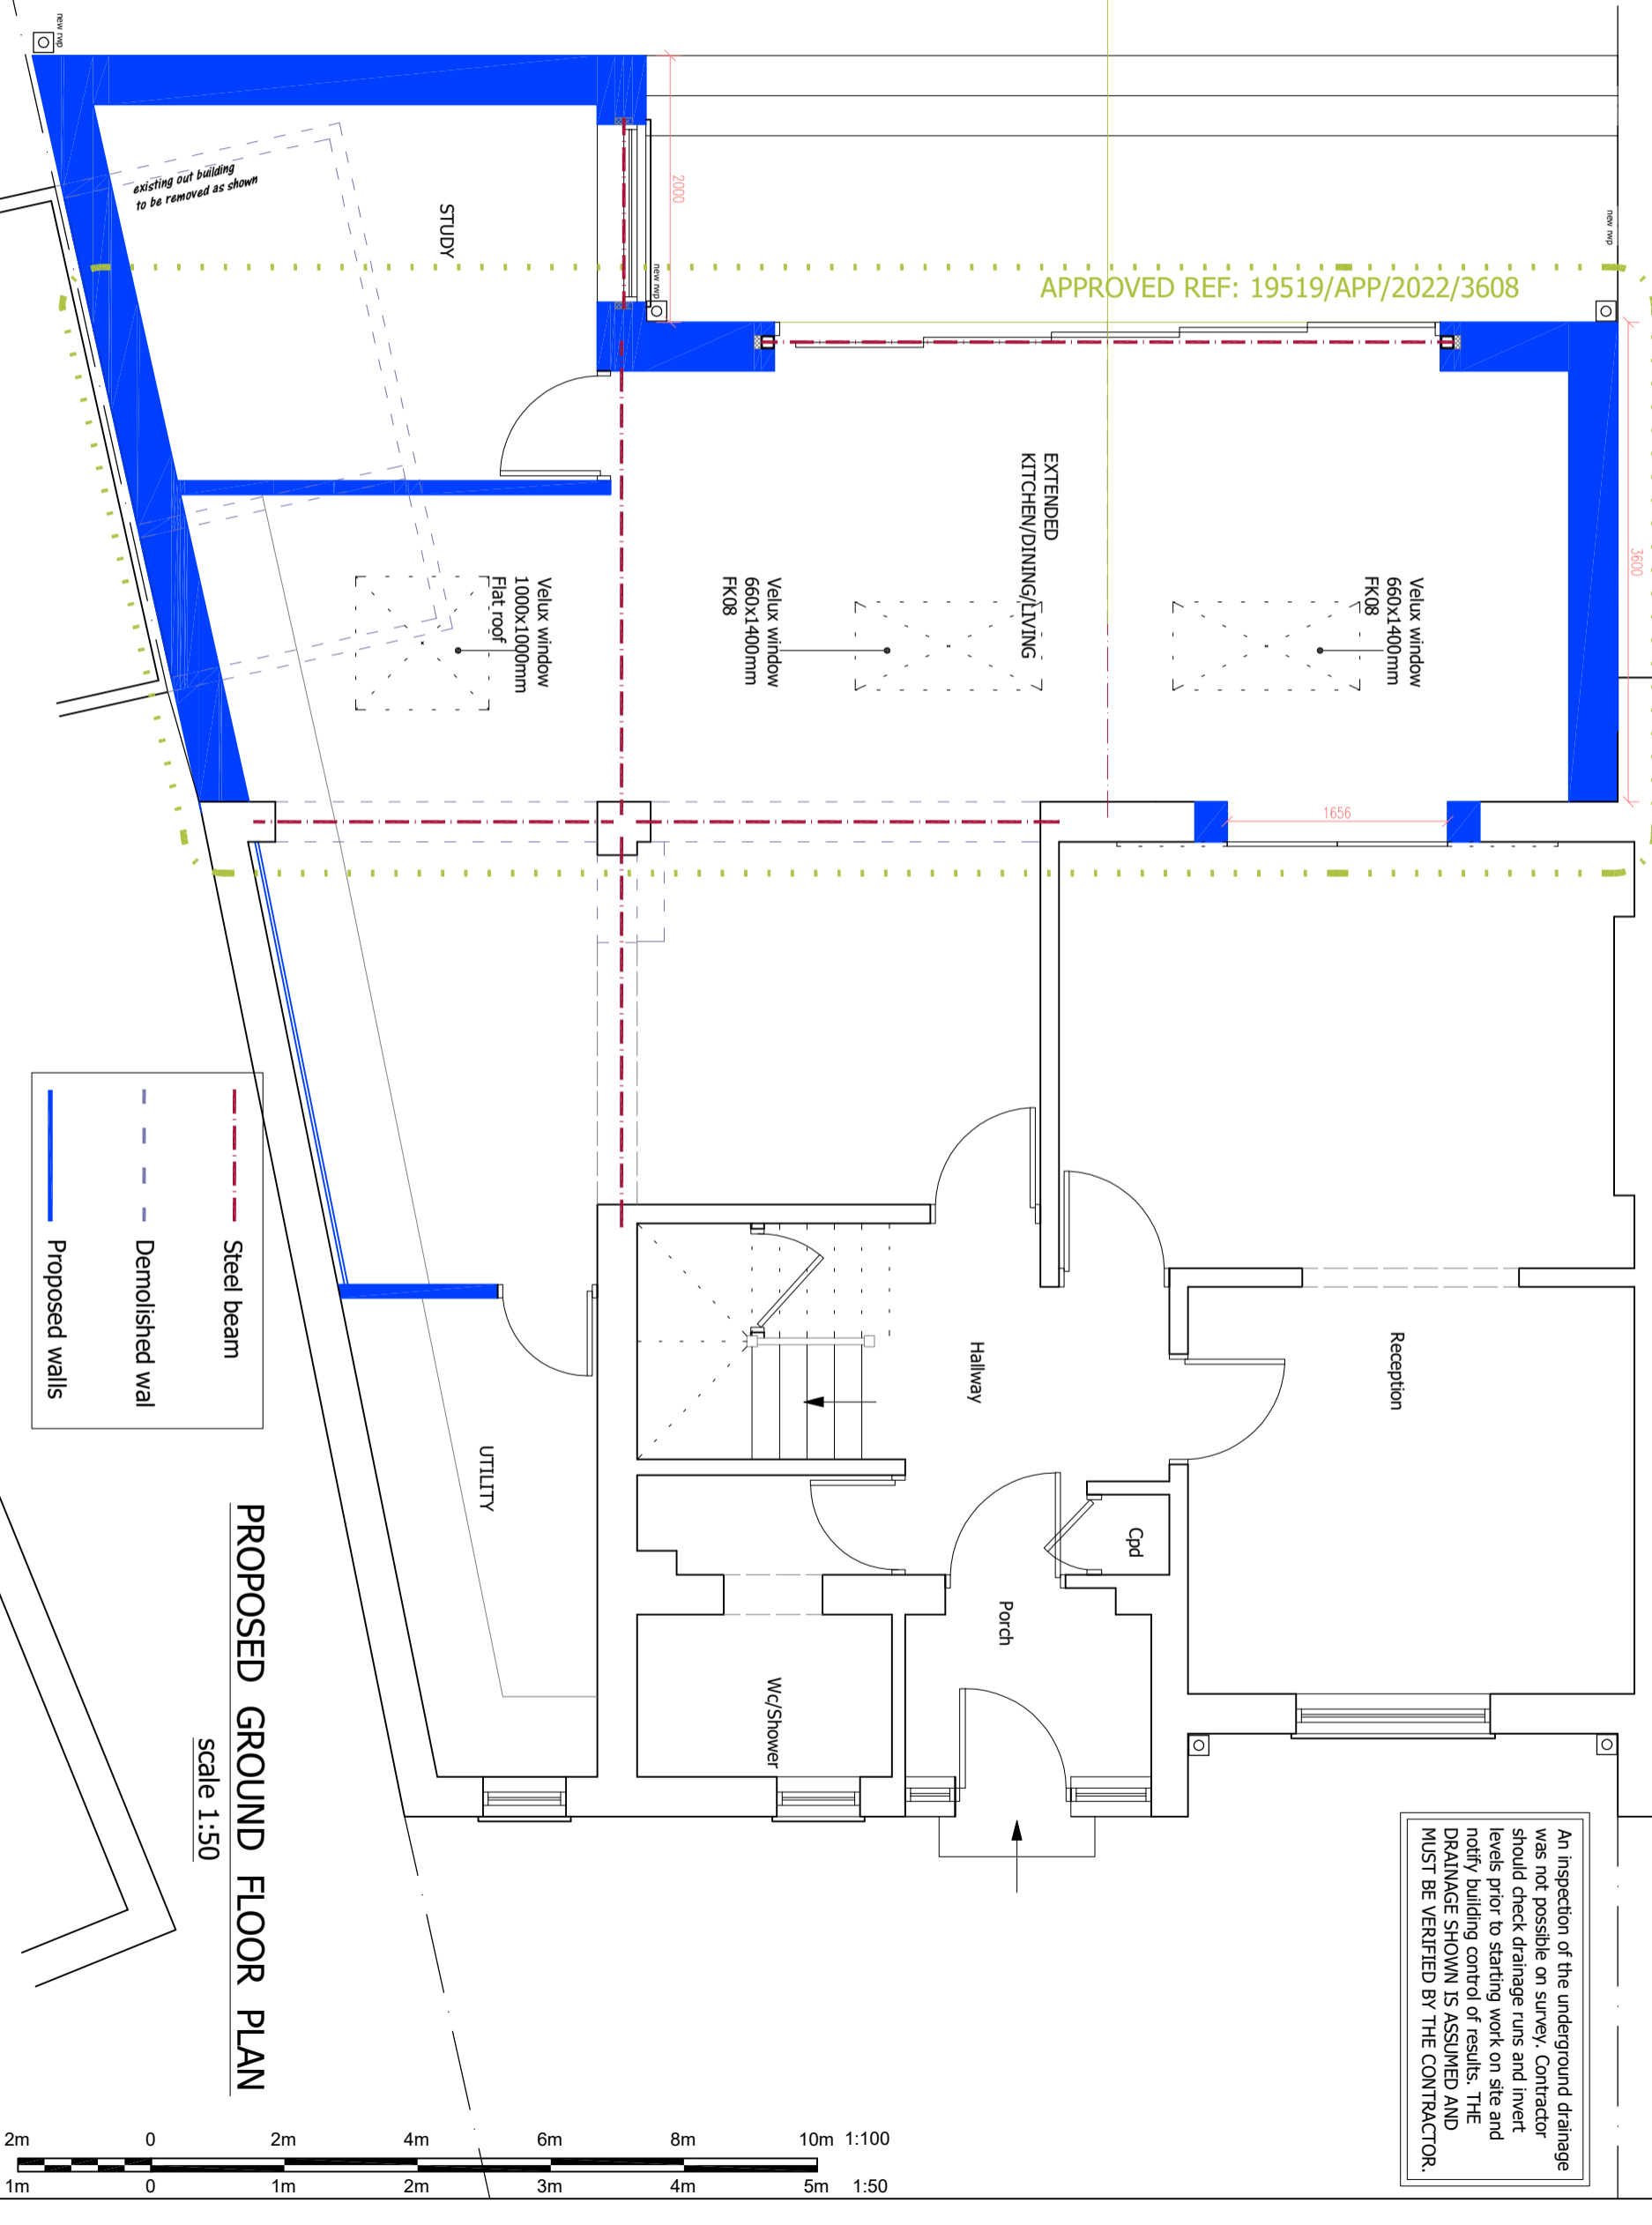 new rwp
existing out building
to be removed as shown
STUDY
2000
new rwp
new rwp
APPROVED REF: 19519/APP/2022/3608
3600
EXTENDED
KITCHEN/DINING/LIVING
Velux window
1000x1000mm
Flat roof
Velux window
660x1400mm
FK08
Velux window
660x1400mm
FK08
1656
Steel beam
Demolished wal
Proposed walls
Hallway
Reception
UTILITY
Cpd
Porch
Wc/Shower
PROPOSED GROUND FLOOR PLAN
scale 1:50
An inspection of the underground drainage
was not possible on survey. Contractor
should check drainage runs and invert
levels prior to starting work on site and
notify building control of results. THE
DRAINAGE SHOWN IS ASSUMED AND
MUST BE VERIFIED BY THE CONTRACTOR.
2m 0 2m 4m 6m 8m 10m 1:100
1m 0 1m 2m 3m 4m 5m 1:50